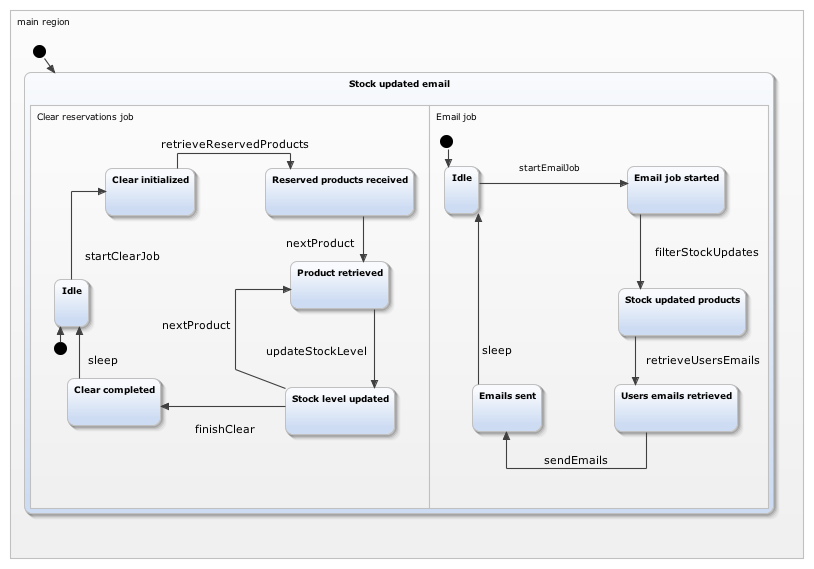 main region
Stock updated email
Clear reservations job
retrieveReservedProducts
Clear initialized
Reserved products received
startClearJob
nextProduct
Product retrieved
Idle
nextProduct
updateStockLevel
sleep
Clear completed
Stock level updated
finishClear
Email job
Idle
startEmailJob
Email job started
filterStockUpdates
Stock updated products
sleep
retrieveUsersEmails
Emails sent
Users emails retrieved
sendEmails